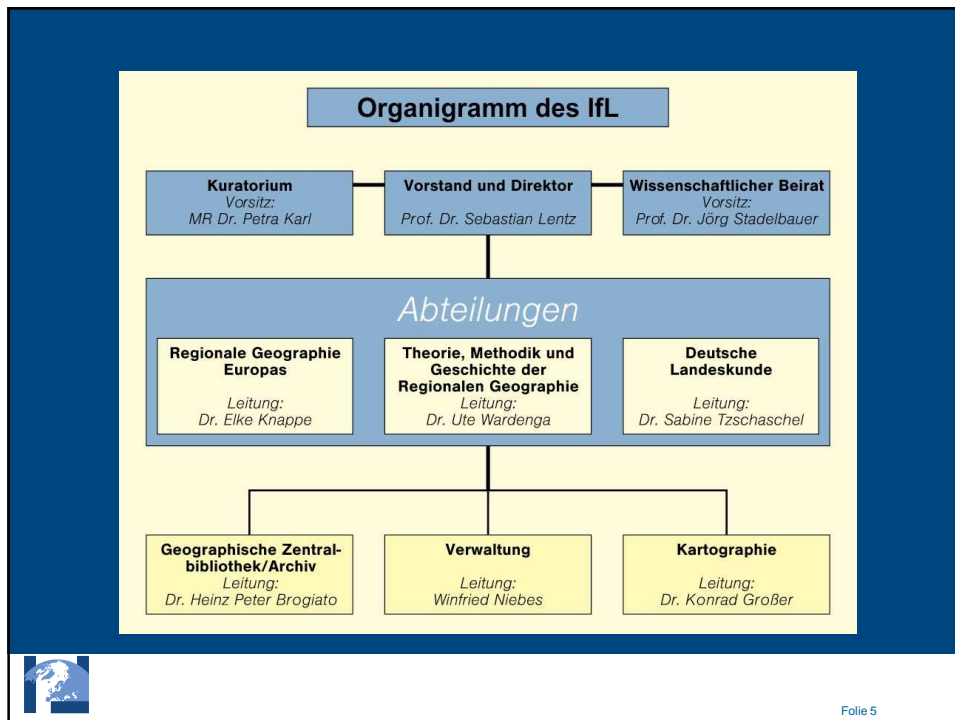 Organigramm des IfL
Kuratorium
Vorsitz:
MR Dr. Petra Karl
Vorstand und Direktor
Prof. Dr. Sebastian Lentz
Wissenschaftlicher Beirat
Vorsitz:
Prof. Dr. Jörg Stadelbauer
Abteilungen
Regionale Geographie
Europas
Leitung:
Dr. Elke Knappe
Theorie, Methodik und
Geschichte der
Regionalen Geographie
Leitung:
Dr. Ute Wardenga
Deutsche
Landeskunde
Leitung:
Dr. Sabine Tzschaschel
Geographische Zentral-
bibliothek/Archiv
Leitung:
Dr. Heinz Peter Brogiato
Verwaltung
Leitung:
Winfried Niebes
Kartographie
Leitung:
Dr. Konrad Großer
Folie 5